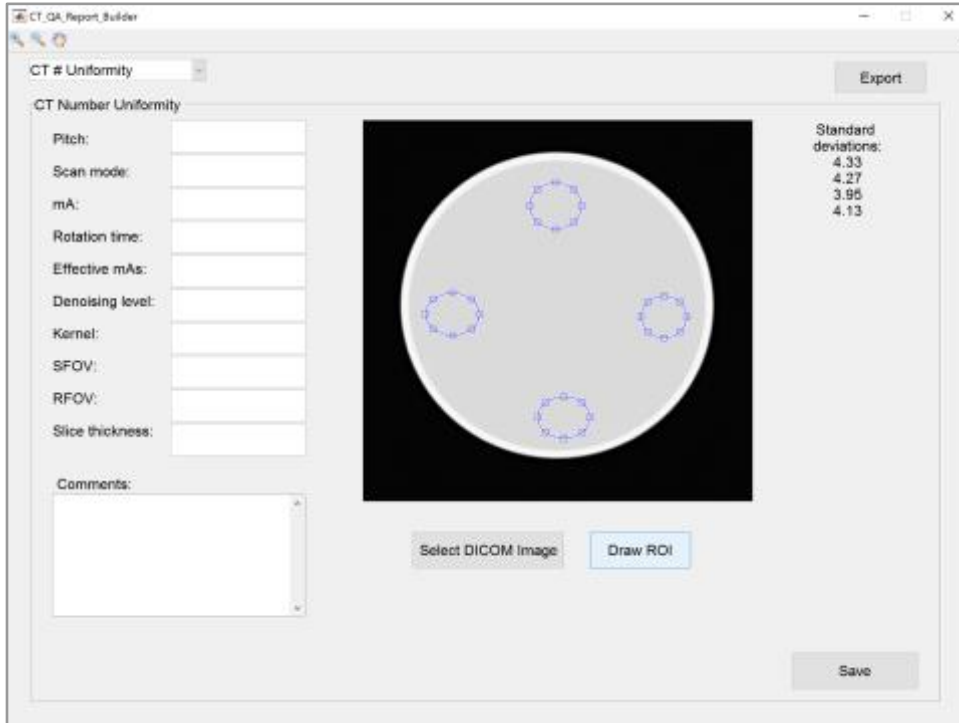 CT_QA_Report_Builder
CT # Uniformity
Export
CT Number Uniformity
Pitch:
Scan mode:
mA:
Rotation time:
Effective mAs:
Denoising level:
Kernel:
SFOV:
RFOV:
Slice thickness:
Comments:
Standard
deviations:
4.33
4.27
3.95
4.13
Select DICOM Image
Draw ROI
Save